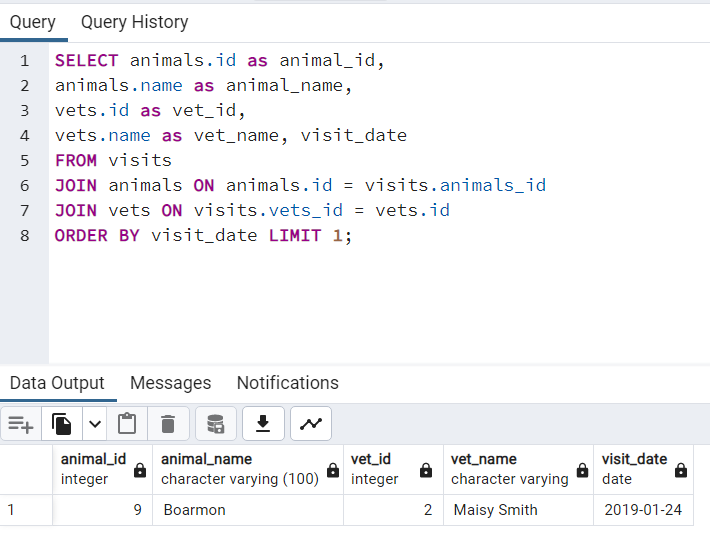 Query Query History
1 SELECT animals.id as animal_id,
2 animals.name as animal_name,
3 vets.id as vet_id,
4 vets.name as vet_name, visit_date
5 FROM visits
6 JOIN animals ON animals.id = visits.animals_id
7 JOIN vets ON visits.vets_id = vets.id
8 ORDER BY visit_date LIMIT 1;
Data Output Messages Notifications
animal_id animal_name vet_id vet_name visit_date
integer character varying (100) integer character varying date
1 9 Boarmon 2 Maisy Smith 2019-01-24